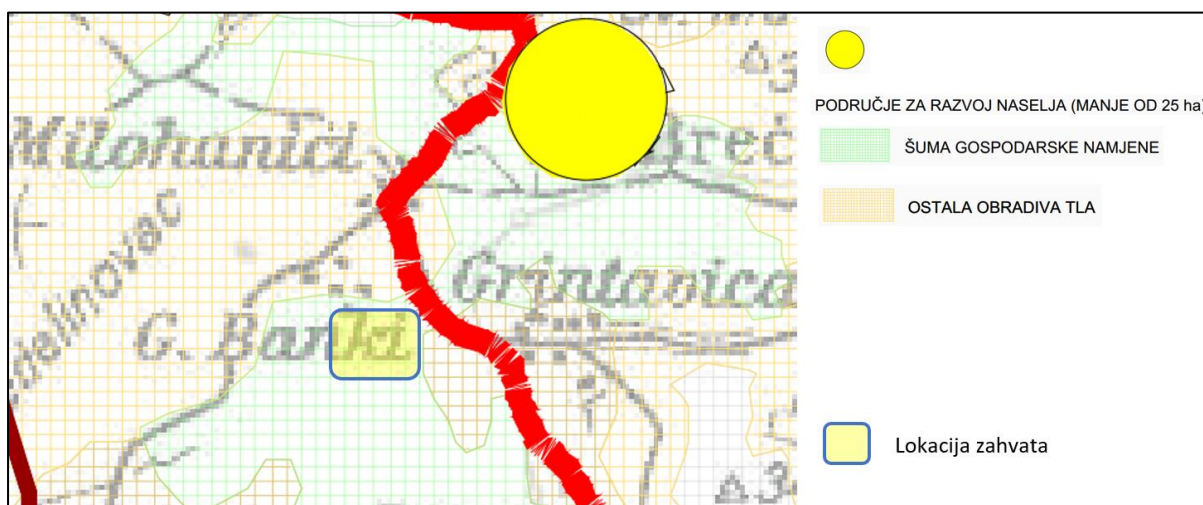 Milohanići
Grintavica
G. Banki
PODRUČJE ZA RAZVOJ NASELJA (MANJE OD 25 ha)
ŠUMA GOSPODARSKE NAMJENE
OSTALA OBRADIVA TLA
Lokacija zahvata